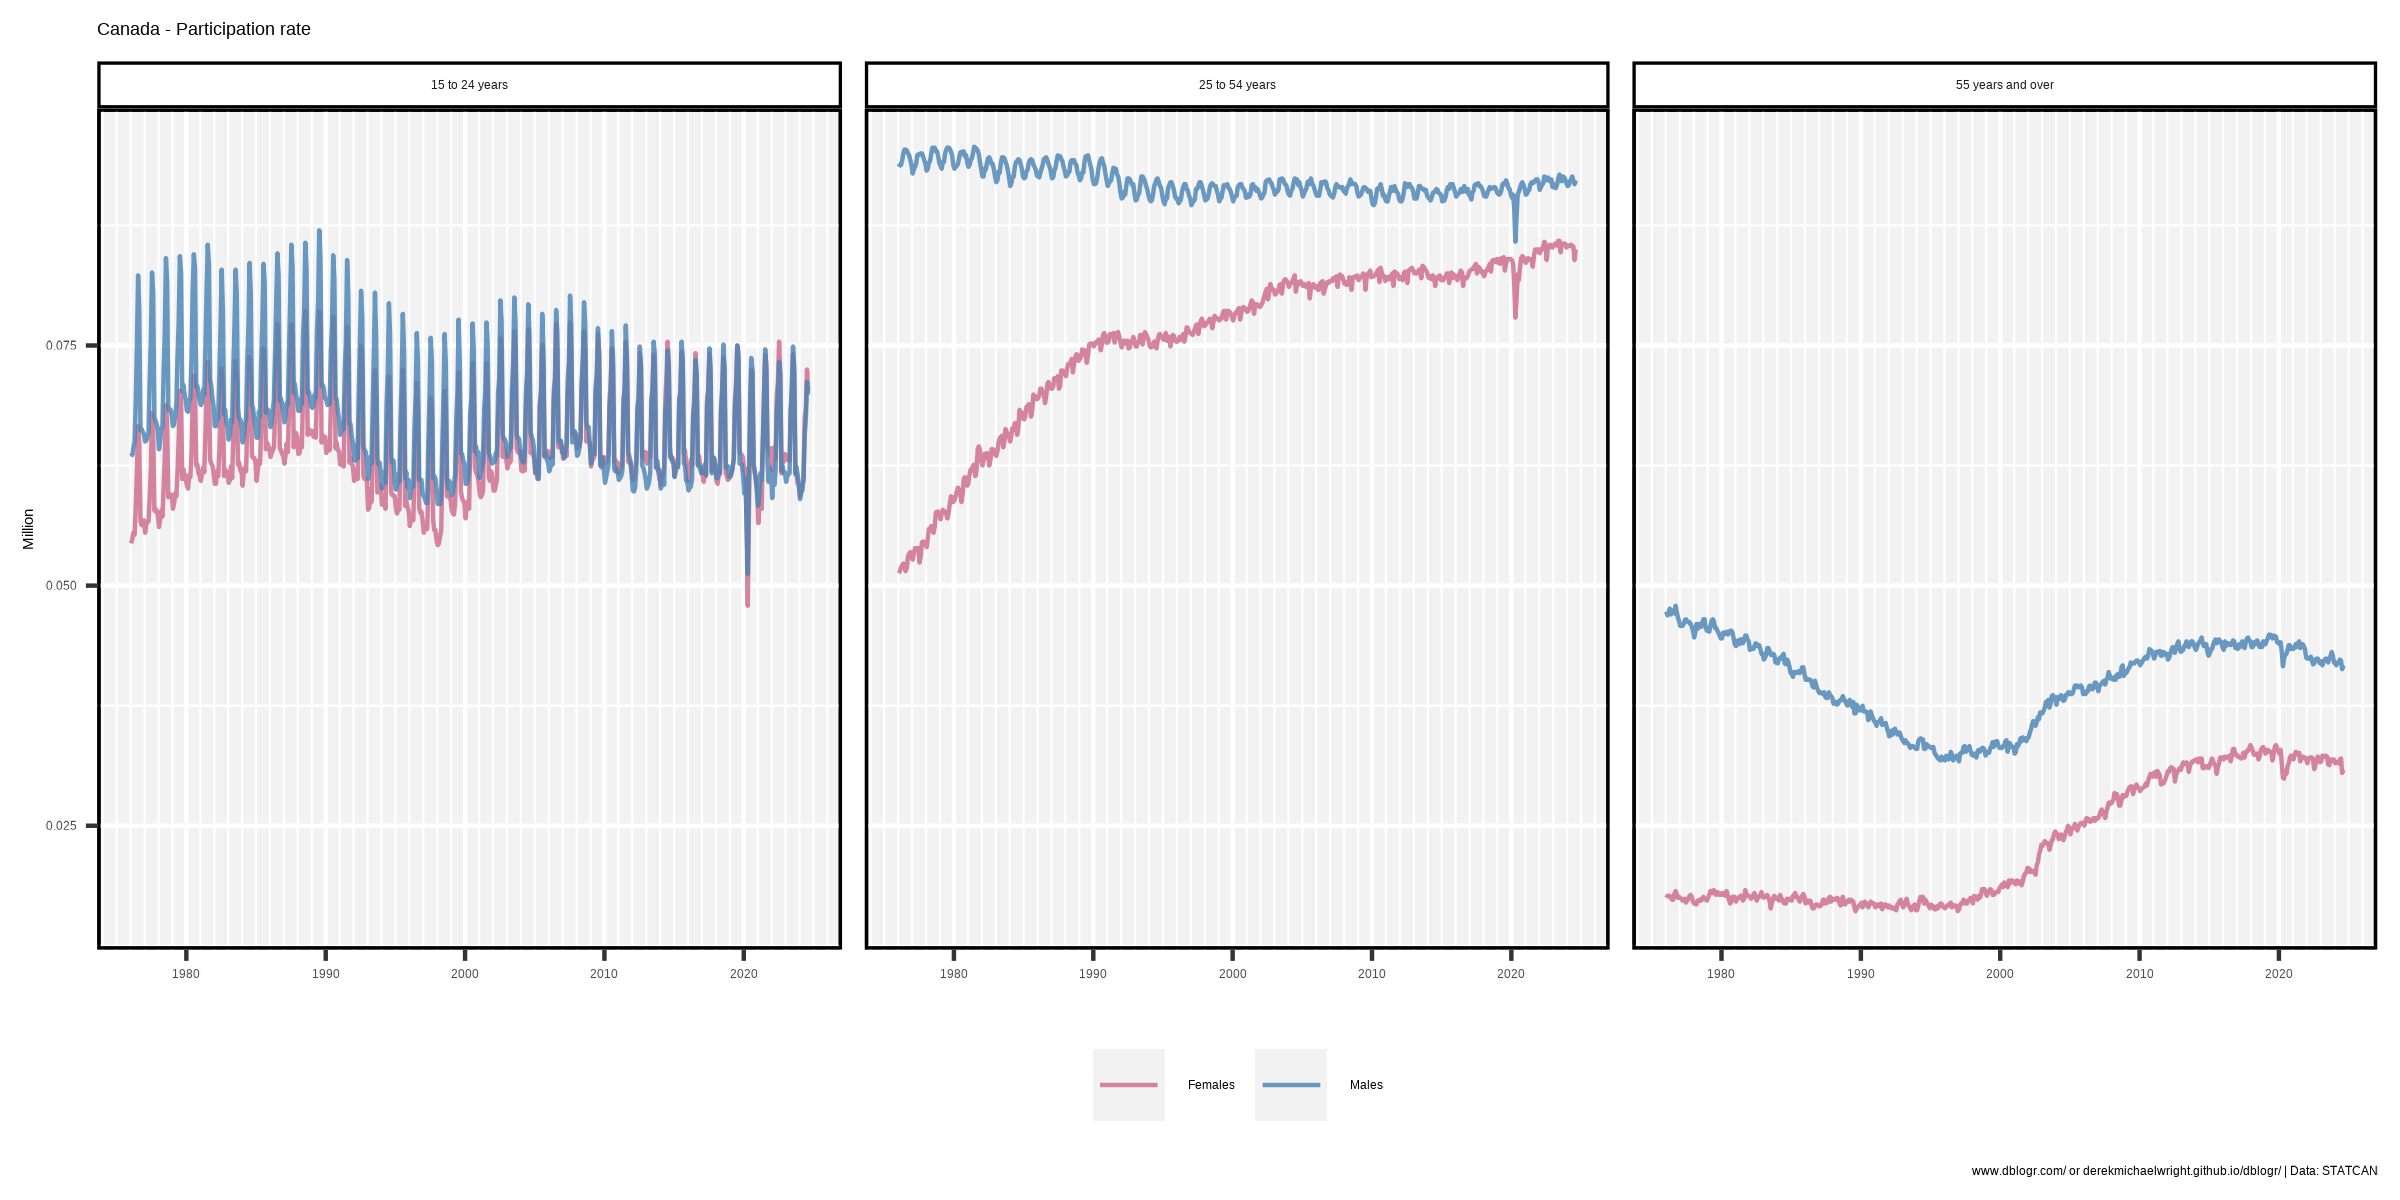 Canada - Participation rate
15 to 24 years
25 to 54 years
55 years and over
Million
0.075
0.050
0.025
1980 1990 2000 2010 2020
1980 1990 2000 2010 2020
1980 1990 2000 2010 2020
Females
Males
www.dblogr.com/ or derekmichaelwright.github.io/dblogr/ | Data: STATCAN